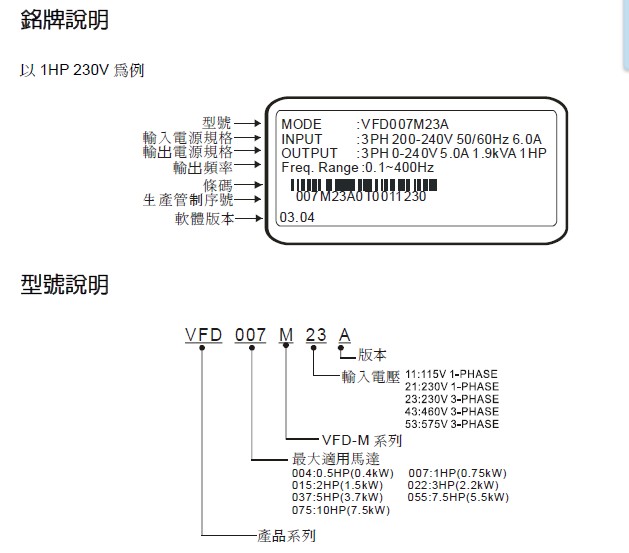 銘牌說明
以 1HP 230V 爲例
型號 MODE :VFD007M23A
輸入電源規格 INPUT :3PH 200-240V 50/60Hz 6.0A
輸出電源規格 OUTPUT :3PH 0-240V 5.0A 1.9kVA 1HP
輸出頻率 Freq. Range :0.1~400Hz
條碼
生產管制序號 007M23A0T0011230
軟體版本 03.04
型號說明
VFD 007 M 23 A
版本
輸入電壓 11:115V 1-PHASE
21:230V 1-PHASE
23:230V 3-PHASE
43:460V 3-PHASE
53:575V 3-PHASE
VFD-M 系列
最大適用馬達
004:0.5HP(0.4kW) 007:1HP(0.75kW)
015:2HP(1.5kW) 022:3HP(2.2kW)
037:5HP(3.7kW) 055:7.5HP(5.5kW)
075:10HP(7.5kW)
產品系列